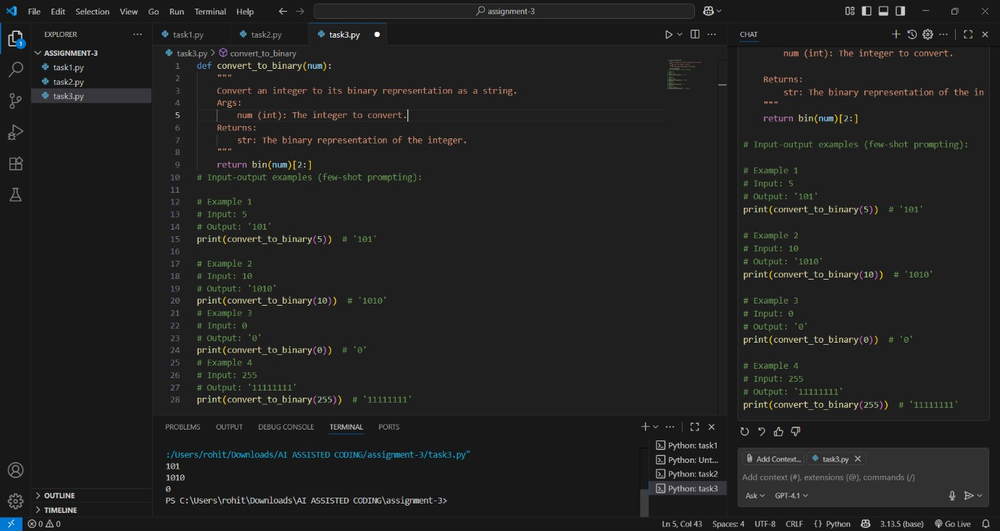 File Edit Selection View Go Run Terminal Help
assignment-3
EXPLORER
1
ASSIGNMENT-3
task1.py
task2.py
task3.py
OUTLINE
TIMELINE
task1.py
task2.py
task3.py
task3.py > convert_to_binary
1 def convert_to_binary(num):
2 """
3 Convert an integer to its binary representation as a string.
4 Args:
5 num (int): The integer to convert.
6 Returns:
7 str: The binary representation of the integer.
8 """
9 return bin(num)[2:]
10 # Input-output examples (few-shot prompting):
11
12 # Example 1
13 # Input: 5
14 # Output: '101'
15 print(convert_to_binary(5))  # '101'
16
17 # Example 2
18 # Input: 10
19 # Output: '1010'
20 print(convert_to_binary(10))  # '1010'
21 # Example 3
22 # Input: 0
23 # Output: '0'
24 print(convert_to_binary(0))  # '0'
25 # Example 4
26 # Input: 255
27 # Output: '11111111'
28 print(convert_to_binary(255))  # '11111111'
PROBLEMS OUTPUT DEBUG CONSOLE TERMINAL PORTS
:/Users/rohit/Downloads/AI ASSISTED CODING/assignment-3/task3.py"
101
1010
0
PS C:\Users\rohit\Downloads\AI ASSISTED CODING\assignment-3>
Python: task1
Python: Unt...
Python: task2
Python: task3
CHAT
num (int): The integer to convert.
Returns:
str: The binary representation of the in
"""
return bin(num)[2:]
# Input-output examples (few-shot prompting):
# Example 1
# Input: 5
# Output: '101'
print(convert_to_binary(5))  # '101'
# Example 2
# Input: 10
# Output: '1010'
print(convert_to_binary(10))  # '1010'
# Example 3
# Input: 0
# Output: '0'
print(convert_to_binary(0))  # '0'
# Example 4
# Input: 255
# Output: '11111111'
print(convert_to_binary(255))  # '11111111'
Add Context... task3.py
Add context (#), extensions (@), commands (/)
Ask GPT-4.1
0 0
Ln 5, Col 43 Spaces: 4 UTF-8 CRLF {} Python 3.13.5 (base) Go Live